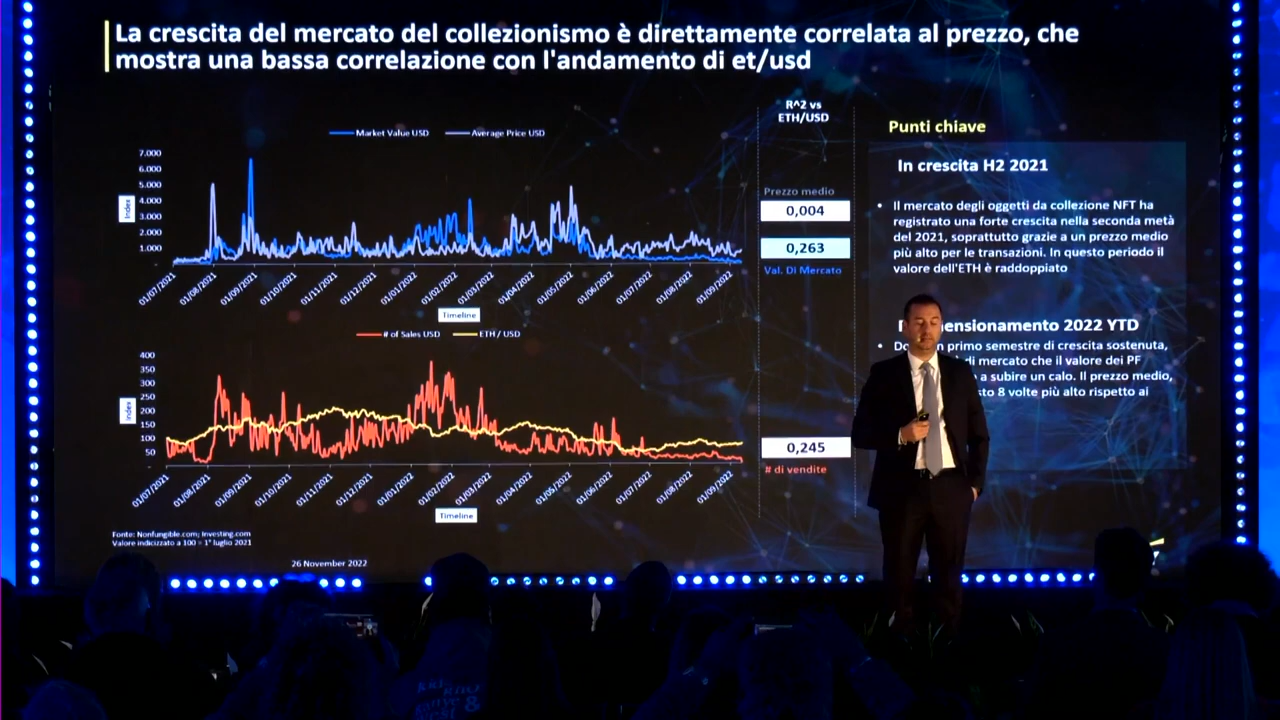 La crescita del mercato del collezionismo è direttamente correlata al prezzo, che
mostra una bassa correlazione con l'andamento di et/usd
R^2 vs
ETH/USD
Market Value USD
Average Price USD
7.000
6.000
5.000
4.000
3.000
2.000
1.000
-
Index
01/07/2021
01/08/2021
01/09/2021
01/10/2021
01/11/2021
01/12/2021
01/01/2022
01/02/2022
01/03/2022
01/04/2022
01/05/2022
01/06/2022
01/07/2022
01/08/2022
01/09/2022
Timeline
Prezzo medio
0,004
0,263
Val. Di Mercato
# of Sales USD
ETH / USD
400
350
300
250
200
150
100
50
-
Index
01/07/2021
01/08/2021
01/09/2021
01/10/2021
01/11/2021
01/11/2021
01/01/2022
01/02/2022
01/03/2022
01/04/2022
01/05/2022
01/06/2022
01/07/2022
01/08/2022
01/09/2022
Timeline
0,245
# di vendite
Punti chiave
In crescita H2 2021
• Il mercato degli oggetti da collezione NFT ha
registrato una forte crescita nella seconda metà
del 2021, soprattutto grazie a un prezzo medio
più alto per le transazioni. In questo periodo il
valore dell'ETH è raddoppiato
ensionamento 2022 YTD
• primo semestre di crescita sostenuta,
di mercato che il valore dei PF
a subire un calo. Il prezzo medio,
sto 8 volte più alto rispetto ai
Fonte: Nonfungible.com; Investing.com
Valore indicizzato a 100 = 1° luglio 2021
26 November 2022